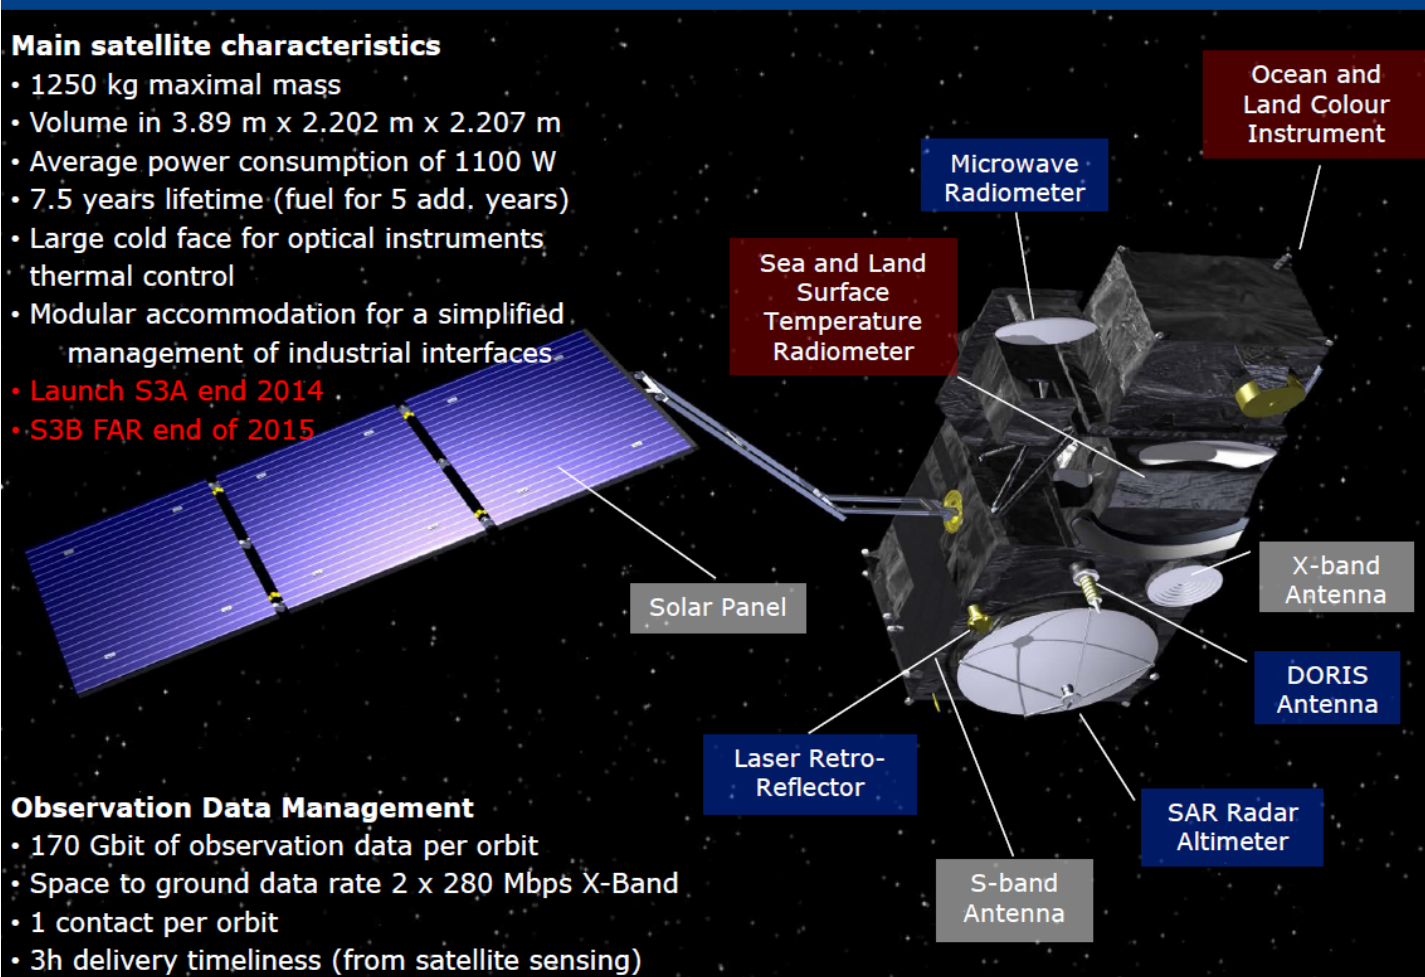 Main satellite characteristics
• 1250 kg maximal mass
• Volume in 3.89 m x 2.202 m x 2.207 m
• Average power consumption of 1100 W
• 7.5 years lifetime (fuel for 5 add. years)
• Large cold face for optical instruments
thermal control
• Modular accommodation for a simplified
management of industrial interfaces
• Launch S3A end 2014
• S3B FAR end of 2015
Ocean and
Land Colour
Instrument
Microwave
Radiometer
Sea and Land
Surface
Temperature
Radiometer
Solar Panel
X-band
Antenna
DORIS
Antenna
Laser Retro-
Reflector
SAR Radar
Altimeter
S-band
Antenna
Observation Data Management
• 170 Gbit of observation data per orbit
• Space to ground data rate 2 x 280 Mbps X-Band
• 1 contact per orbit
• 3h delivery timeliness (from satellite sensing)